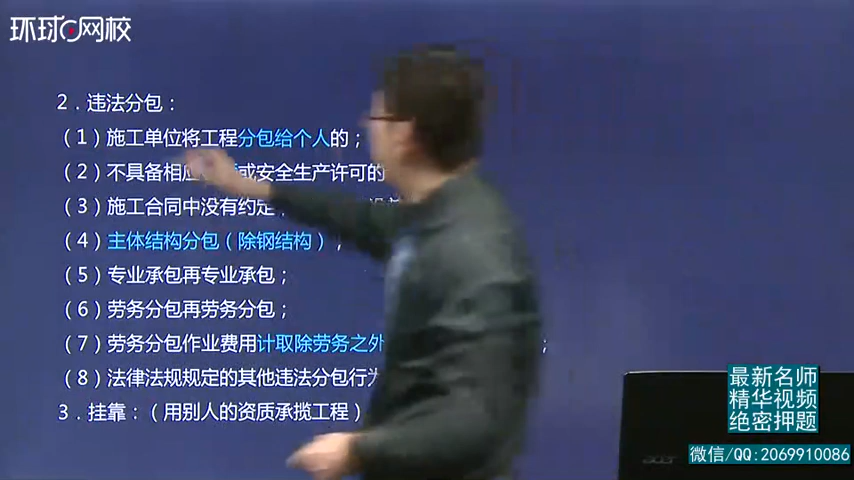 环球网校
2．违法分包：
（1）施工单位将工程分包给个人的；
（2）不具备相应 或安全生产许可的
（3）施工合同中没有约定
（4）主体结构分包（除钢结构）；
（5）专业承包再专业承包；
（6）劳务分包再劳务分包；
（7）劳务分包作业费用计取除劳务之外 ；
（8）法律法规规定的其他违法分包行为
3．挂靠：（用别人的资质承揽工程）
acer
最新名师
精华视频
绝密押题
微信/QQ:2069910086